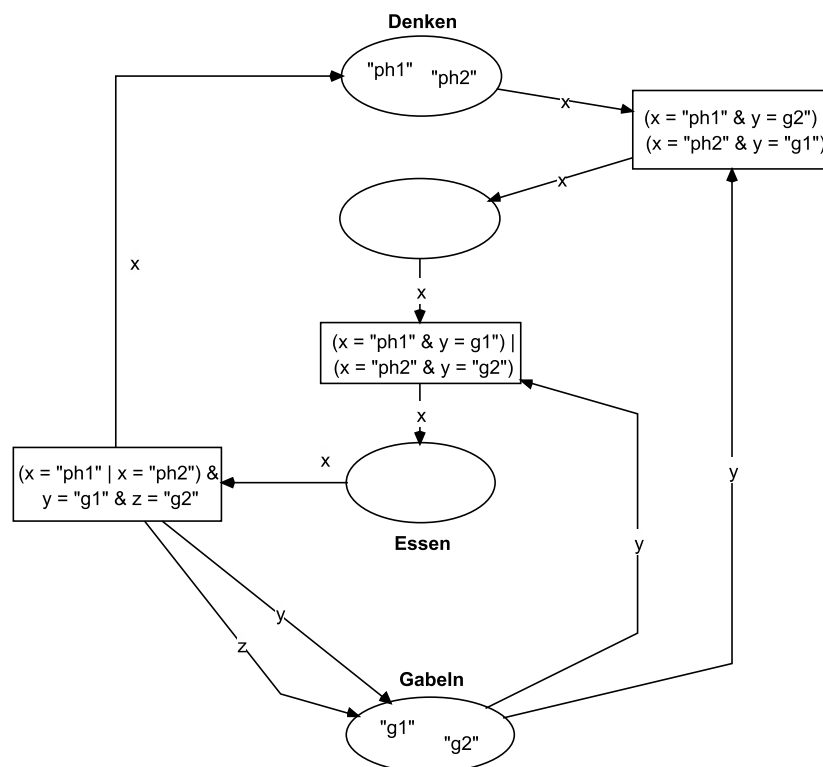 Denken
"ph1"
"ph2"
x
(x = "ph1" & y = g2")
(x = "ph2" & y = "g1")
x
x
x
(x = "ph1" & y = g1") |
(x = "ph2" & y = "g2")
x
(x = "ph1" | x = "ph2") &
y = "g1" & z = "g2"
x
Essen
y
y
y
z
Gabeln
"g1"
"g2"